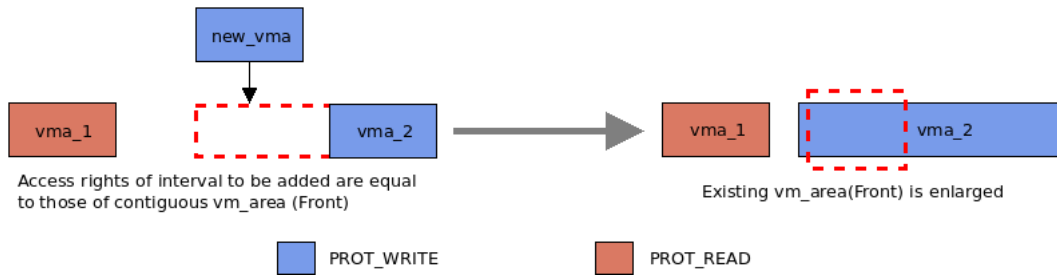 new_vma
vma_1
vma_2
vma_1
vma_2
Access rights of interval to be added are equal
to those of contiguous vm_area (Front)
Existing vm_area(Front) is enlarged
PROT_WRITE
PROT_READ